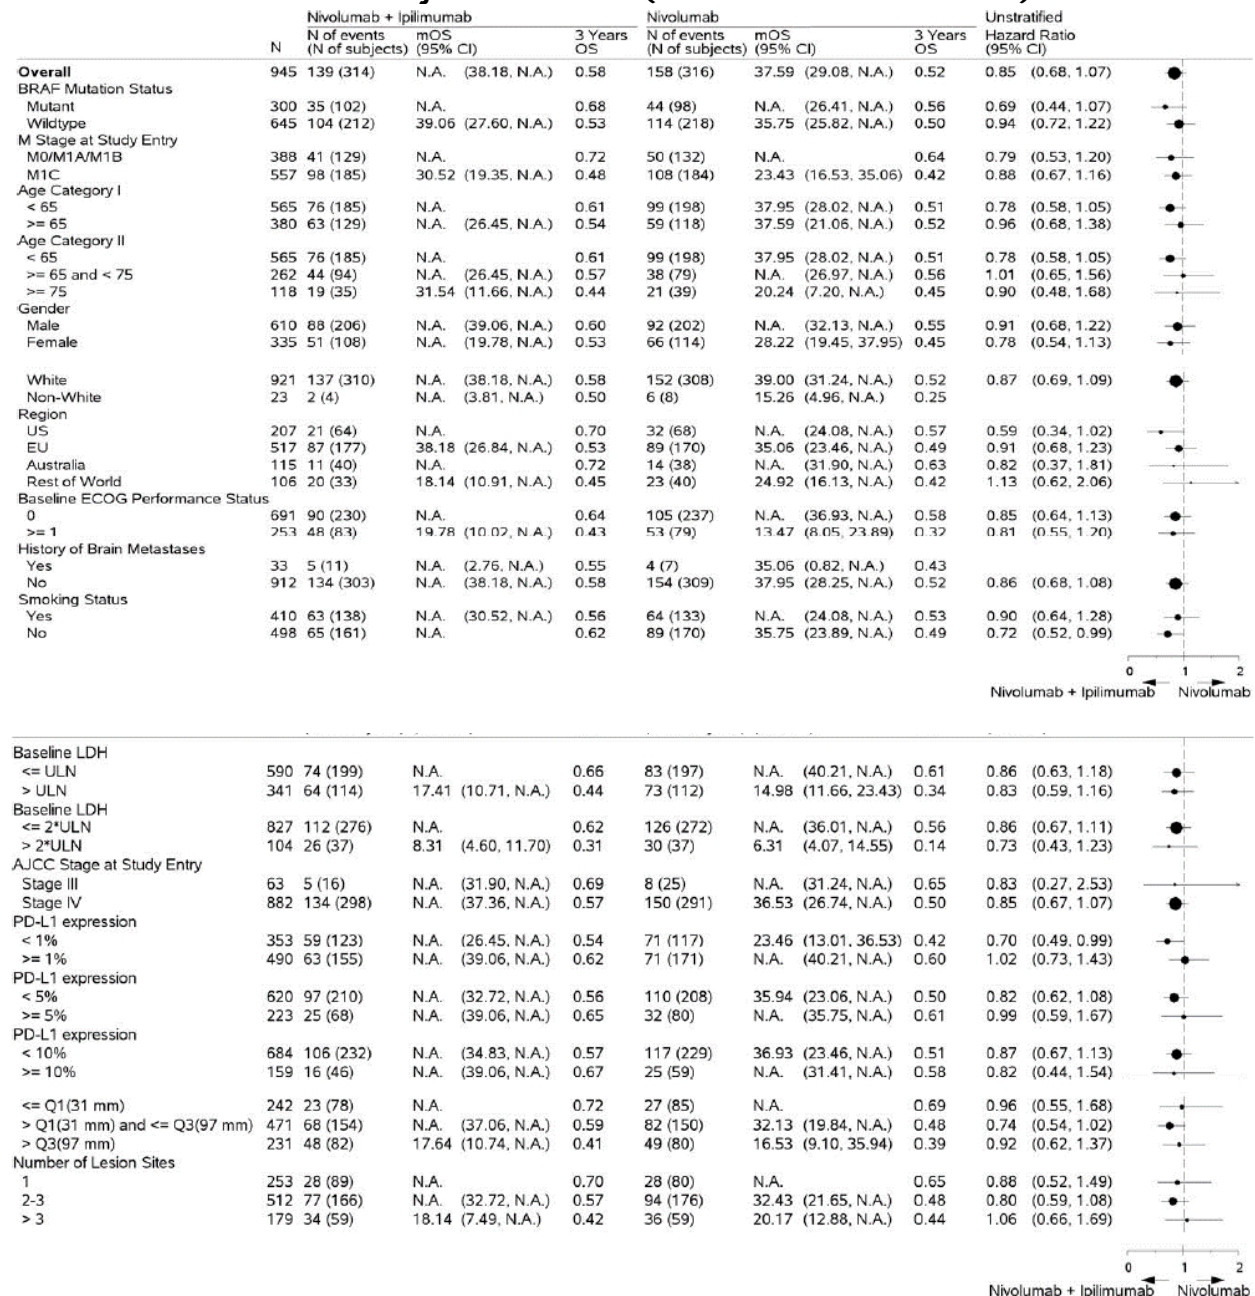 Nivolumab + Ipilimumab Nivolumab Unstratified
N of events mOS 3 Years N of events mOS 3 Years Hazard Ratio
N (N of subjects) (95% CI) OS (N of subjects) (95% CI) OS (95% CI)
Overall 945 139 (314) N.A. (38.18, N.A.) 0.58 158 (316) 37.59 (29.08, N.A.) 0.52 0.85 (0.68, 1.07)
BRAF Mutation Status
Mutant 300 35 (102) N.A. 0.68 44 (98) N.A. (26.41, N.A.) 0.56 0.69 (0.44, 1.07)
Wildtype 645 104 (212) 39.06 (27.60, N.A.) 0.53 114 (218) 35.75 (25.82, N.A.) 0.50 0.94 (0.72, 1.22)
M Stage at Study Entry
M0/M1A/M1B 388 41 (129) N.A. 0.72 50 (132) N.A. 0.64 0.79 (0.53, 1.20)
M1C 557 98 (185) 30.52 (19.35, N.A.) 0.48 108 (184) 23.43 (16.53, 35.06) 0.42 0.88 (0.67, 1.16)
Age Category I
< 65 565 76 (185) N.A. 0.61 99 (198) 37.95 (28.02, N.A.) 0.51 0.78 (0.58, 1.05)
>= 65 380 63 (129) N.A. (26.45, N.A.) 0.54 59 (118) 37.59 (21.06, N.A.) 0.52 0.96 (0.68, 1.38)
Age Category II
< 65 565 76 (185) N.A. 0.61 99 (198) 37.95 (28.02, N.A.) 0.51 0.78 (0.58, 1.05)
>= 65 and < 75 262 44 (94) N.A. (26.45, N.A.) 0.57 38 (79) N.A. (26.97, N.A.) 0.56 1.01 (0.65, 1.56)
>= 75 118 19 (35) 31.54 (11.66, N.A.) 0.44 21 (39) 20.24 (7.20, N.A.) 0.45 0.90 (0.48, 1.68)
Gender
Male 610 88 (206) N.A. (39.06, N.A.) 0.60 92 (202) N.A. (32.13, N.A.) 0.55 0.91 (0.68, 1.22)
Female 335 51 (108) N.A. (19.78, N.A.) 0.53 66 (114) 28.22 (19.45, 37.95) 0.45 0.78 (0.54, 1.13)
White 921 137 (310) N.A. (38.18, N.A.) 0.58 152 (308) 39.00 (31.24, N.A.) 0.52 0.87 (0.69, 1.09)
Non-White 23 2 (4) N.A. (3.81, N.A.) 0.50 6 (8) 15.26 (4.96, N.A.) 0.25
Region
US 207 21 (64) N.A. 0.70 32 (68) N.A. (24.08, N.A.) 0.57 0.59 (0.34, 1.02)
EU 517 87 (177) 38.18 (26.84, N.A.) 0.53 89 (170) 35.06 (23.46, N.A.) 0.49 0.91 (0.68, 1.23)
Australia 115 11 (40) N.A. 0.72 14 (38) N.A. (31.90, N.A.) 0.63 0.82 (0.37, 1.81)
Rest of World 106 20 (33) 18.14 (10.91, N.A.) 0.45 23 (40) 24.92 (16.13, N.A.) 0.42 1.13 (0.62, 2.06)
Baseline ECOG Performance Status
0 691 90 (230) N.A. 0.64 105 (237) N.A. (36.93, N.A.) 0.58 0.85 (0.64, 1.13)
>= 1 253 48 (83) 19.78 (10.02, N.A.) 0.43 53 (79) 13.47 (8.05, 23.89) 0.32 0.81 (0.55, 1.20)
History of Brain Metastases
Yes 33 5 (11) N.A. (2.76, N.A.) 0.55 4 (7) 35.06 (0.82, N.A.) 0.43
No 912 134 (303) N.A. (38.18, N.A.) 0.58 154 (309) 37.95 (28.25, N.A.) 0.52 0.86 (0.68, 1.08)
Smoking Status
Yes 410 63 (138) N.A. (30.52, N.A.) 0.56 64 (133) N.A. (24.08, N.A.) 0.53 0.90 (0.64, 1.28)
No 498 65 (161) N.A. 0.62 89 (170) 35.75 (23.89, N.A.) 0.49 0.72 (0.52, 0.99)
0 1 2
Nivolumab + Ipilimumab Nivolumab
Baseline LDH
<= ULN 590 74 (199) N.A. 0.66 83 (197) N.A. (40.21, N.A.) 0.61 0.86 (0.63, 1.18)
> ULN 341 64 (114) 17.41 (10.71, N.A.) 0.44 73 (112) 14.98 (11.66, 23.43) 0.34 0.83 (0.59, 1.16)
Baseline LDH
<= 2*ULN 827 112 (276) N.A. 0.62 126 (272) N.A. (36.01, N.A.) 0.56 0.86 (0.67, 1.11)
> 2*ULN 104 26 (37) 8.31 (4.60, 11.70) 0.31 30 (37) 6.31 (4.07, 14.55) 0.14 0.73 (0.43, 1.23)
AJCC Stage at Study Entry
Stage III 63 5 (16) N.A. (31.90, N.A.) 0.69 8 (25) N.A. (31.24, N.A.) 0.65 0.83 (0.27, 2.53)
Stage IV 882 134 (298) N.A. (37.36, N.A.) 0.57 150 (291) 36.53 (26.74, N.A.) 0.50 0.85 (0.67, 1.07)
PD-L1 expression
< 1% 353 59 (123) N.A. (26.45, N.A.) 0.54 71 (117) 23.46 (13.01, 36.53) 0.42 0.70 (0.49, 0.99)
>= 1% 490 63 (155) N.A. (39.06, N.A.) 0.62 71 (171) N.A. (40.21, N.A.) 0.60 1.02 (0.73, 1.43)
PD-L1 expression
< 5% 620 97 (210) N.A. (32.72, N.A.) 0.56 110 (208) 35.94 (23.06, N.A.) 0.50 0.82 (0.62, 1.08)
>= 5% 223 25 (68) N.A. (39.06, N.A.) 0.65 32 (80) N.A. (35.75, N.A.) 0.61 0.99 (0.59, 1.67)
PD-L1 expression
< 10% 684 106 (232) N.A. (34.83, N.A.) 0.57 117 (229) 36.93 (23.46, N.A.) 0.51 0.87 (0.67, 1.13)
>= 10% 159 16 (46) N.A. (39.06, N.A.) 0.67 25 (59) N.A. (31.41, N.A.) 0.58 0.82 (0.44, 1.54)
<= Q1(31 mm) 242 23 (78) N.A. 0.72 27 (85) N.A. 0.69 0.96 (0.55, 1.68)
> Q1(31 mm) and <= Q3(97 mm) 471 68 (154) N.A. (37.06, N.A.) 0.59 82 (150) 32.13 (19.84, N.A.) 0.48 0.74 (0.54, 1.02)
> Q3(97 mm) 231 48 (82) 17.64 (10.74, N.A.) 0.41 49 (80) 16.53 (9.10, 35.94) 0.39 0.92 (0.62, 1.37)
Number of Lesion Sites
1 253 28 (89) N.A. 0.70 28 (80) N.A. 0.65 0.88 (0.52, 1.49)
2-3 512 77 (166) N.A. (32.72, N.A.) 0.57 94 (176) 32.43 (21.65, N.A.) 0.48 0.80 (0.59, 1.08)
> 3 179 34 (59) 18.14 (7.49, N.A.) 0.42 36 (59) 20.17 (12.88, N.A.) 0.44 1.06 (0.66, 1.69)
0 1 2
Nivolumab + Ipilimumab Nivolumab